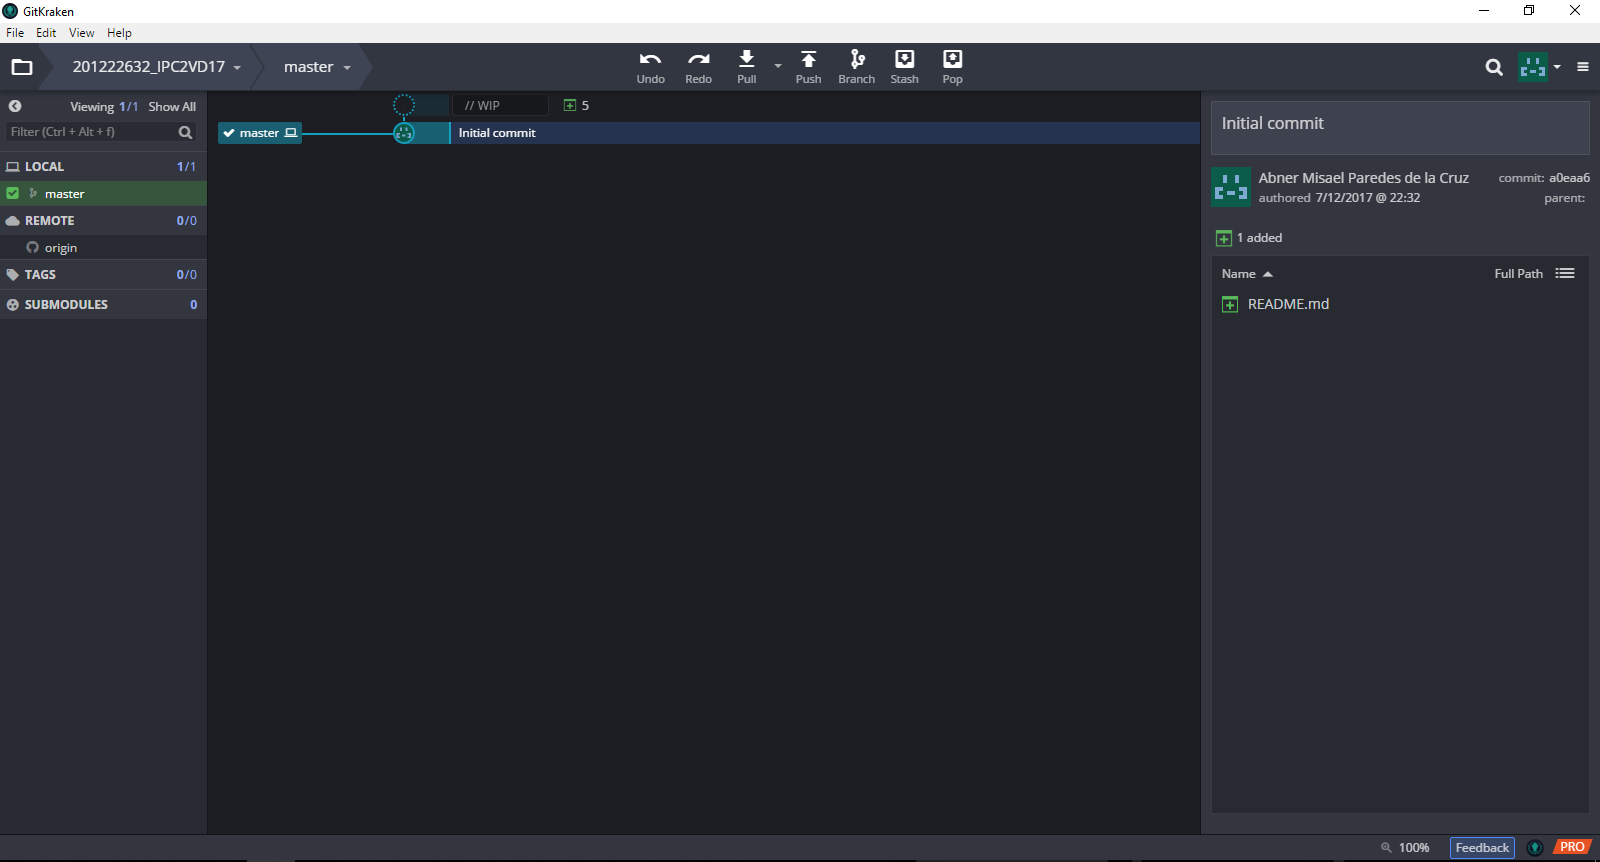 GitKraken
File Edit View Help
201222632_IPC2VD17 master Undo Redo Pull Push Branch Stash Pop
Viewing 1/1 Show All
Filter (Ctrl + Alt + f)
LOCAL 1/1
master
REMOTE 0/0
origin
TAGS 0/0
SUBMODULES 0
// WIP 5
master Initial commit
Initial commit
Abner Misael Paredes de la Cruz commit: a0eaa6
authored 7/12/2017 @ 22:32 parent:
1 added
Name Full Path
README.md
100% Feedback PRO